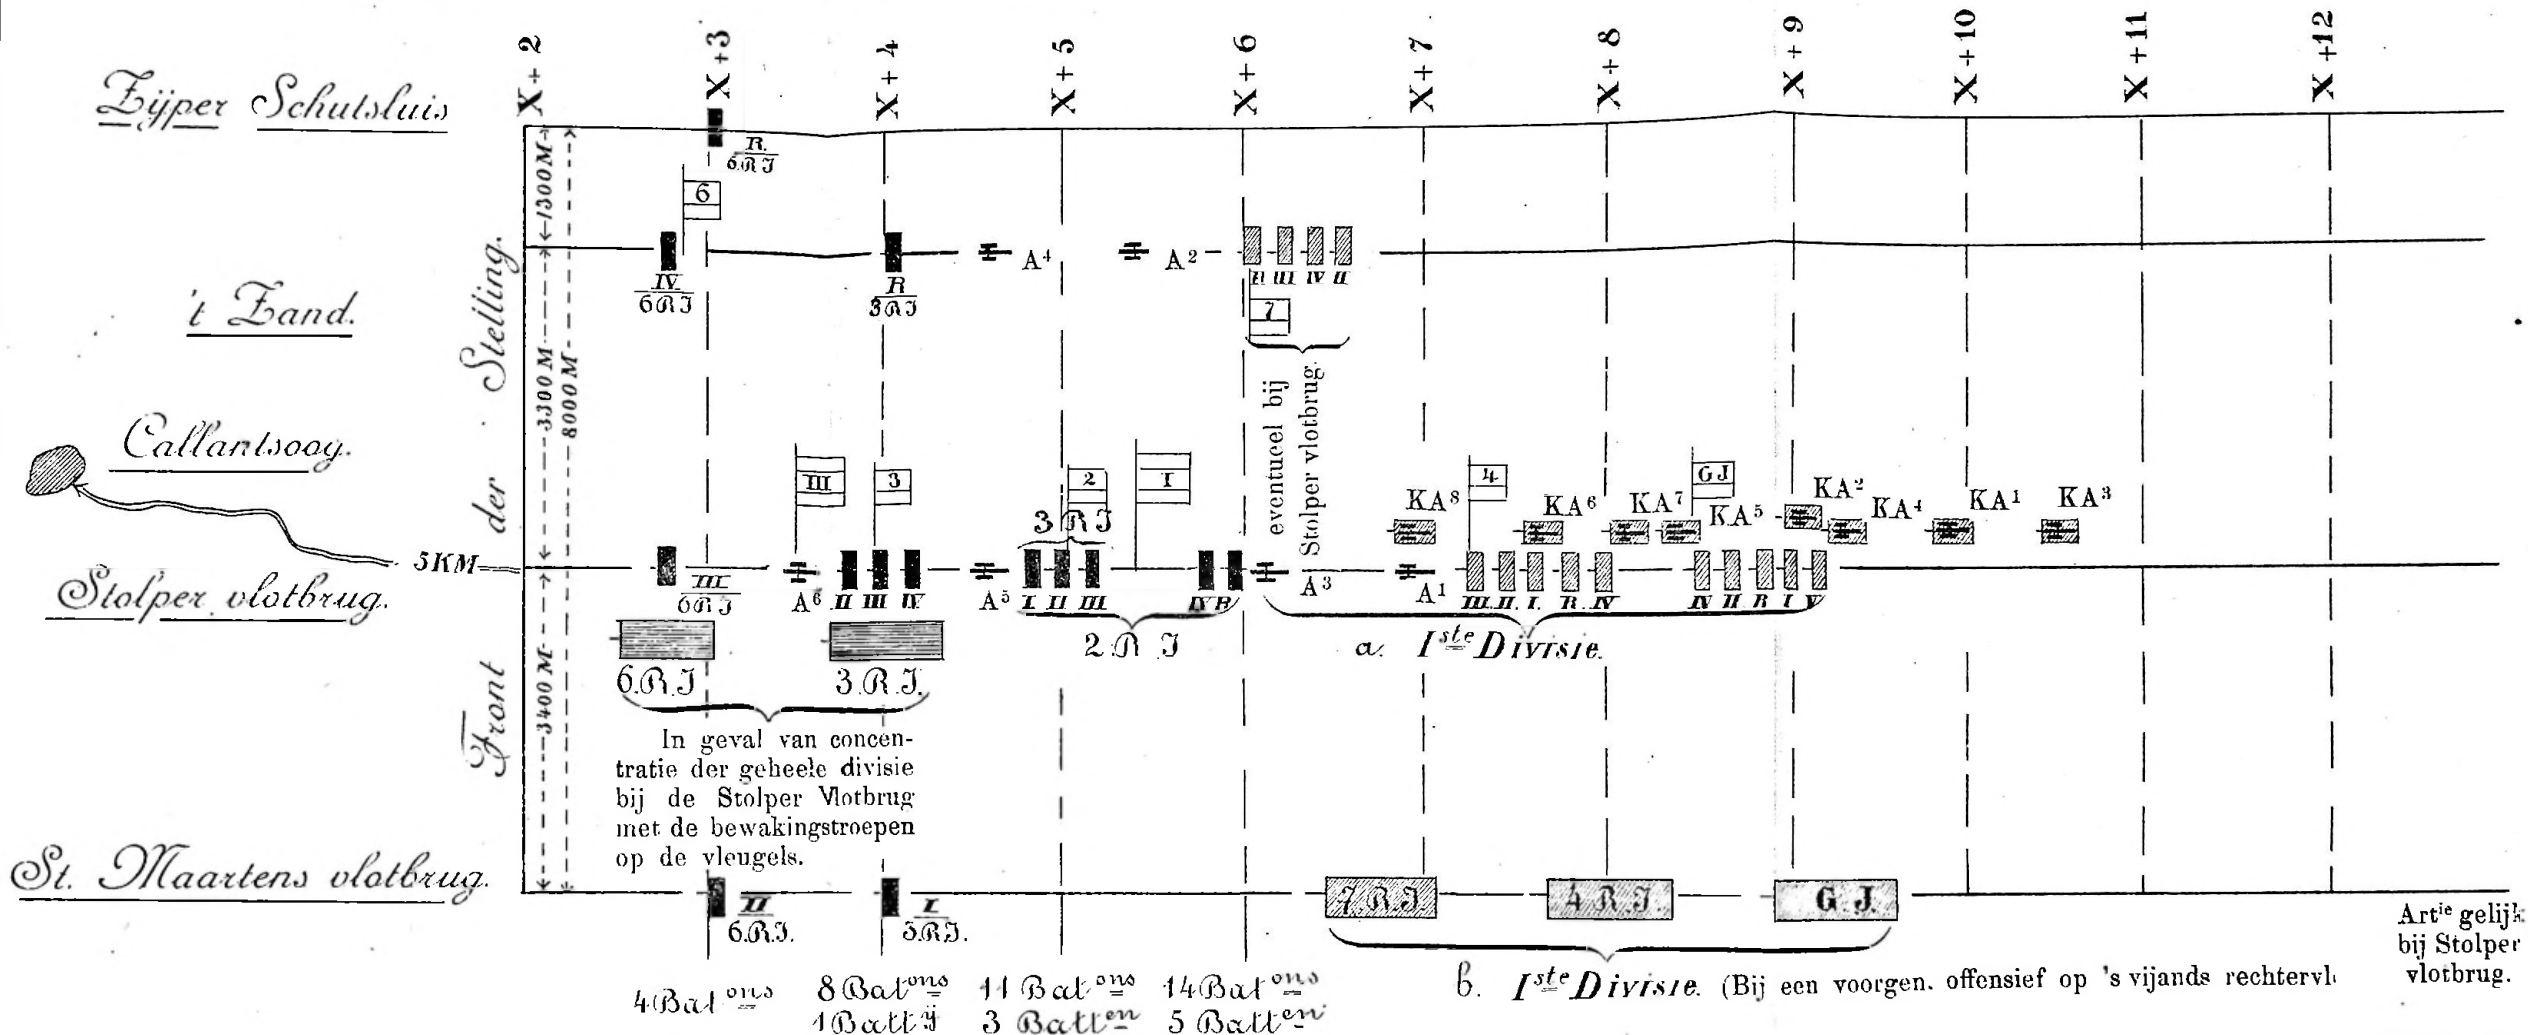 X + 2 X + 3 X + 4 X + 5 X + 6 X + 7 X + 8 X + 9 X + 10 X + 11 X + 12
Zijper Schutsluis
R.
6.R J
1300 M
6
IV
6 R J
R
3 R J
A⁴
A²
R III IV II
7
't Zand.
Front der Stelling.
3300 M
8000 M
eventueel bij
Stolper vlotbrug.
Callantsoog.
III
3
2
I
4
G J
3 R J
KA⁸ KA⁶ KA⁷ KA⁵ KA² KA⁴ KA¹ KA³
5 KM
Stolper vlotbrug.
III
6 R J
A⁶ II III IV A⁵ I II III IV R A³ A¹ III II. I. R. IV IV II R I V
2 R J
a. Iste Divisie.
6.R.J
3.R.J.
3400 M
In geval van concen-
tratie der geheele divisie
bij de Stolper Vlotbrug
met de bewakingstroepen
op de vleugels.
St. Maartens vlotbrug.
II
6.R.J.
I
3.R.J.
7.R.J
4 R.J.
G J.
Artie gelijk
bij Stolper
vlotbrug.
b. Iste Divisie. (Bij een voorgen. offensief op 's vijands rechtervl.
4 Batons 8 Batons 11 Batons 14 Batons
1 Battij 3 Batten 5 Batten